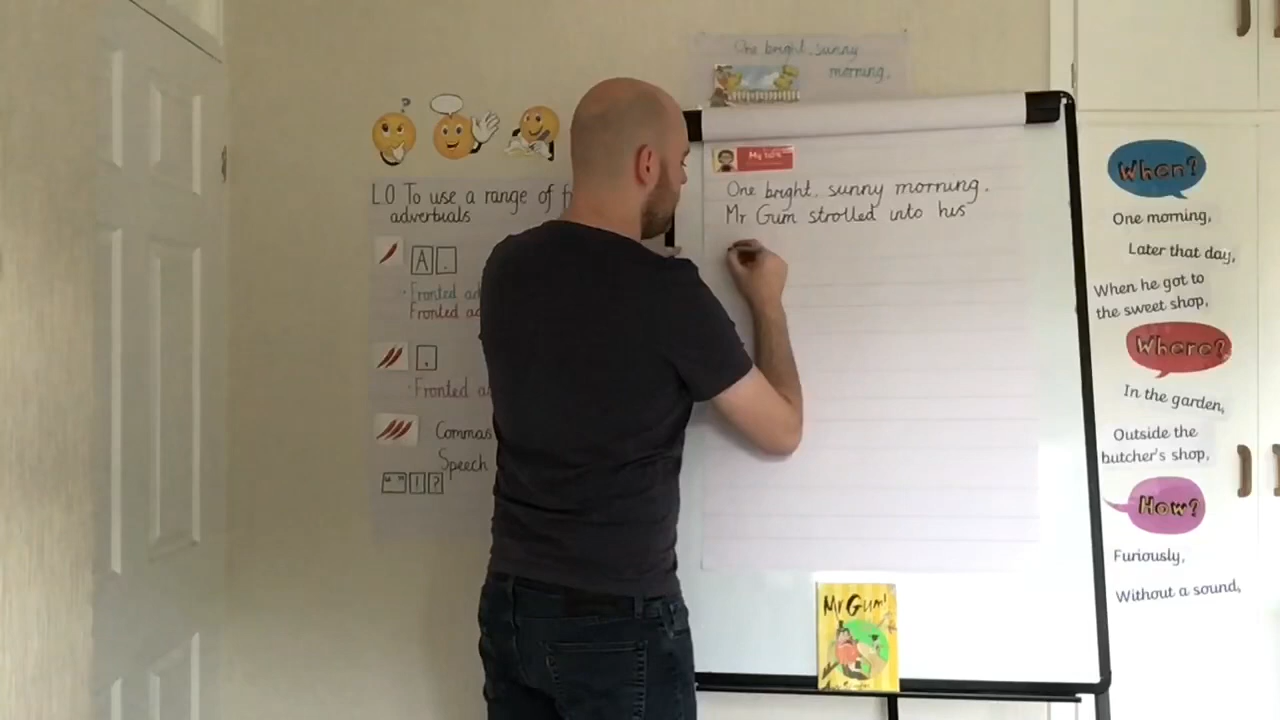 One bright, sunny
morning,
?
LO To use a range of
adverbials
A .
· Fronted
Fronted
,
· Fronted
Commas
Speech
“ ” ! ?
My turn
One bright, sunny morning,
Mr Gum strolled into his
When?
One morning,
Later that day,
When he got to
the sweet shop,
Where?
In the garden,
Outside the
butcher's shop,
How?
Furiously,
Without a sound,
Mr Gum!